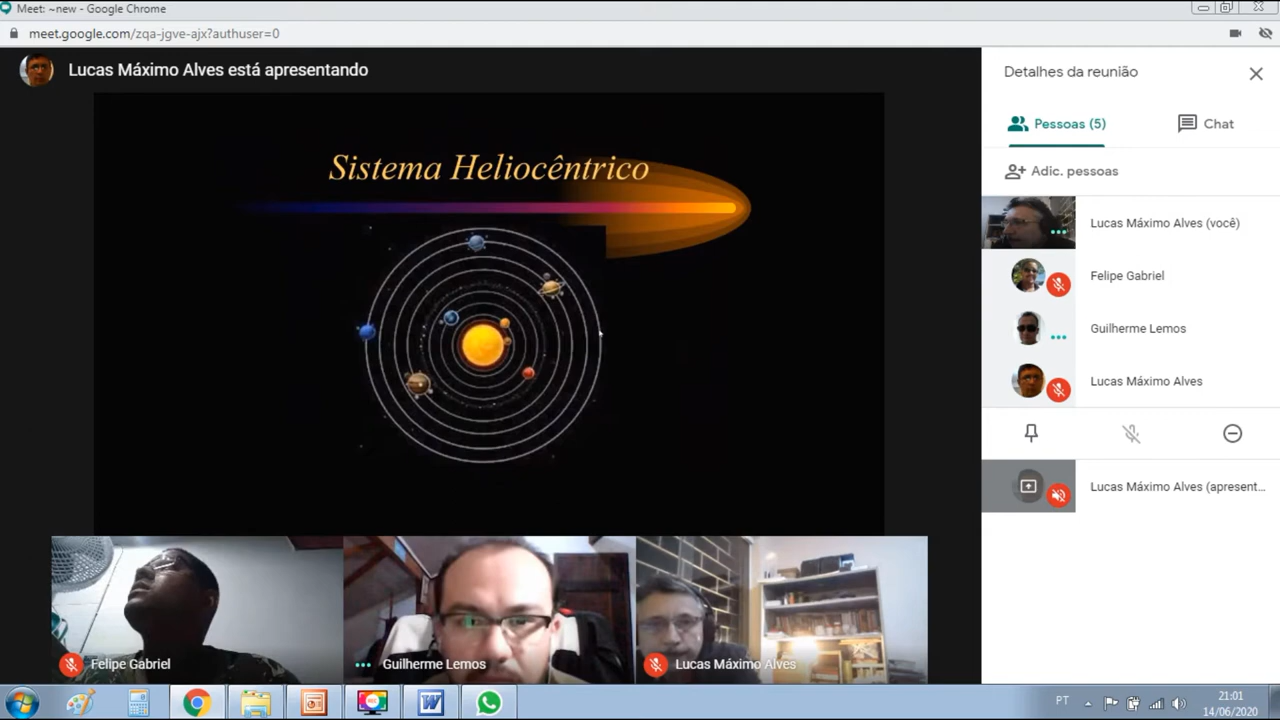 Meet: ~new - Google Chrome
meet.google.com/zqa-jgve-ajx?authuser=0
Lucas Máximo Alves está apresentando
Sistema Heliocêntrico
Felipe Gabriel
Guilherme Lemos
Lucas Máximo Alves
Detalhes da reunião
Pessoas (5)
Chat
Adic. pessoas
Lucas Máximo Alves (você)
Felipe Gabriel
Guilherme Lemos
Lucas Máximo Alves
Lucas Máximo Alves (apresent...
PT
21:01
14/06/2020